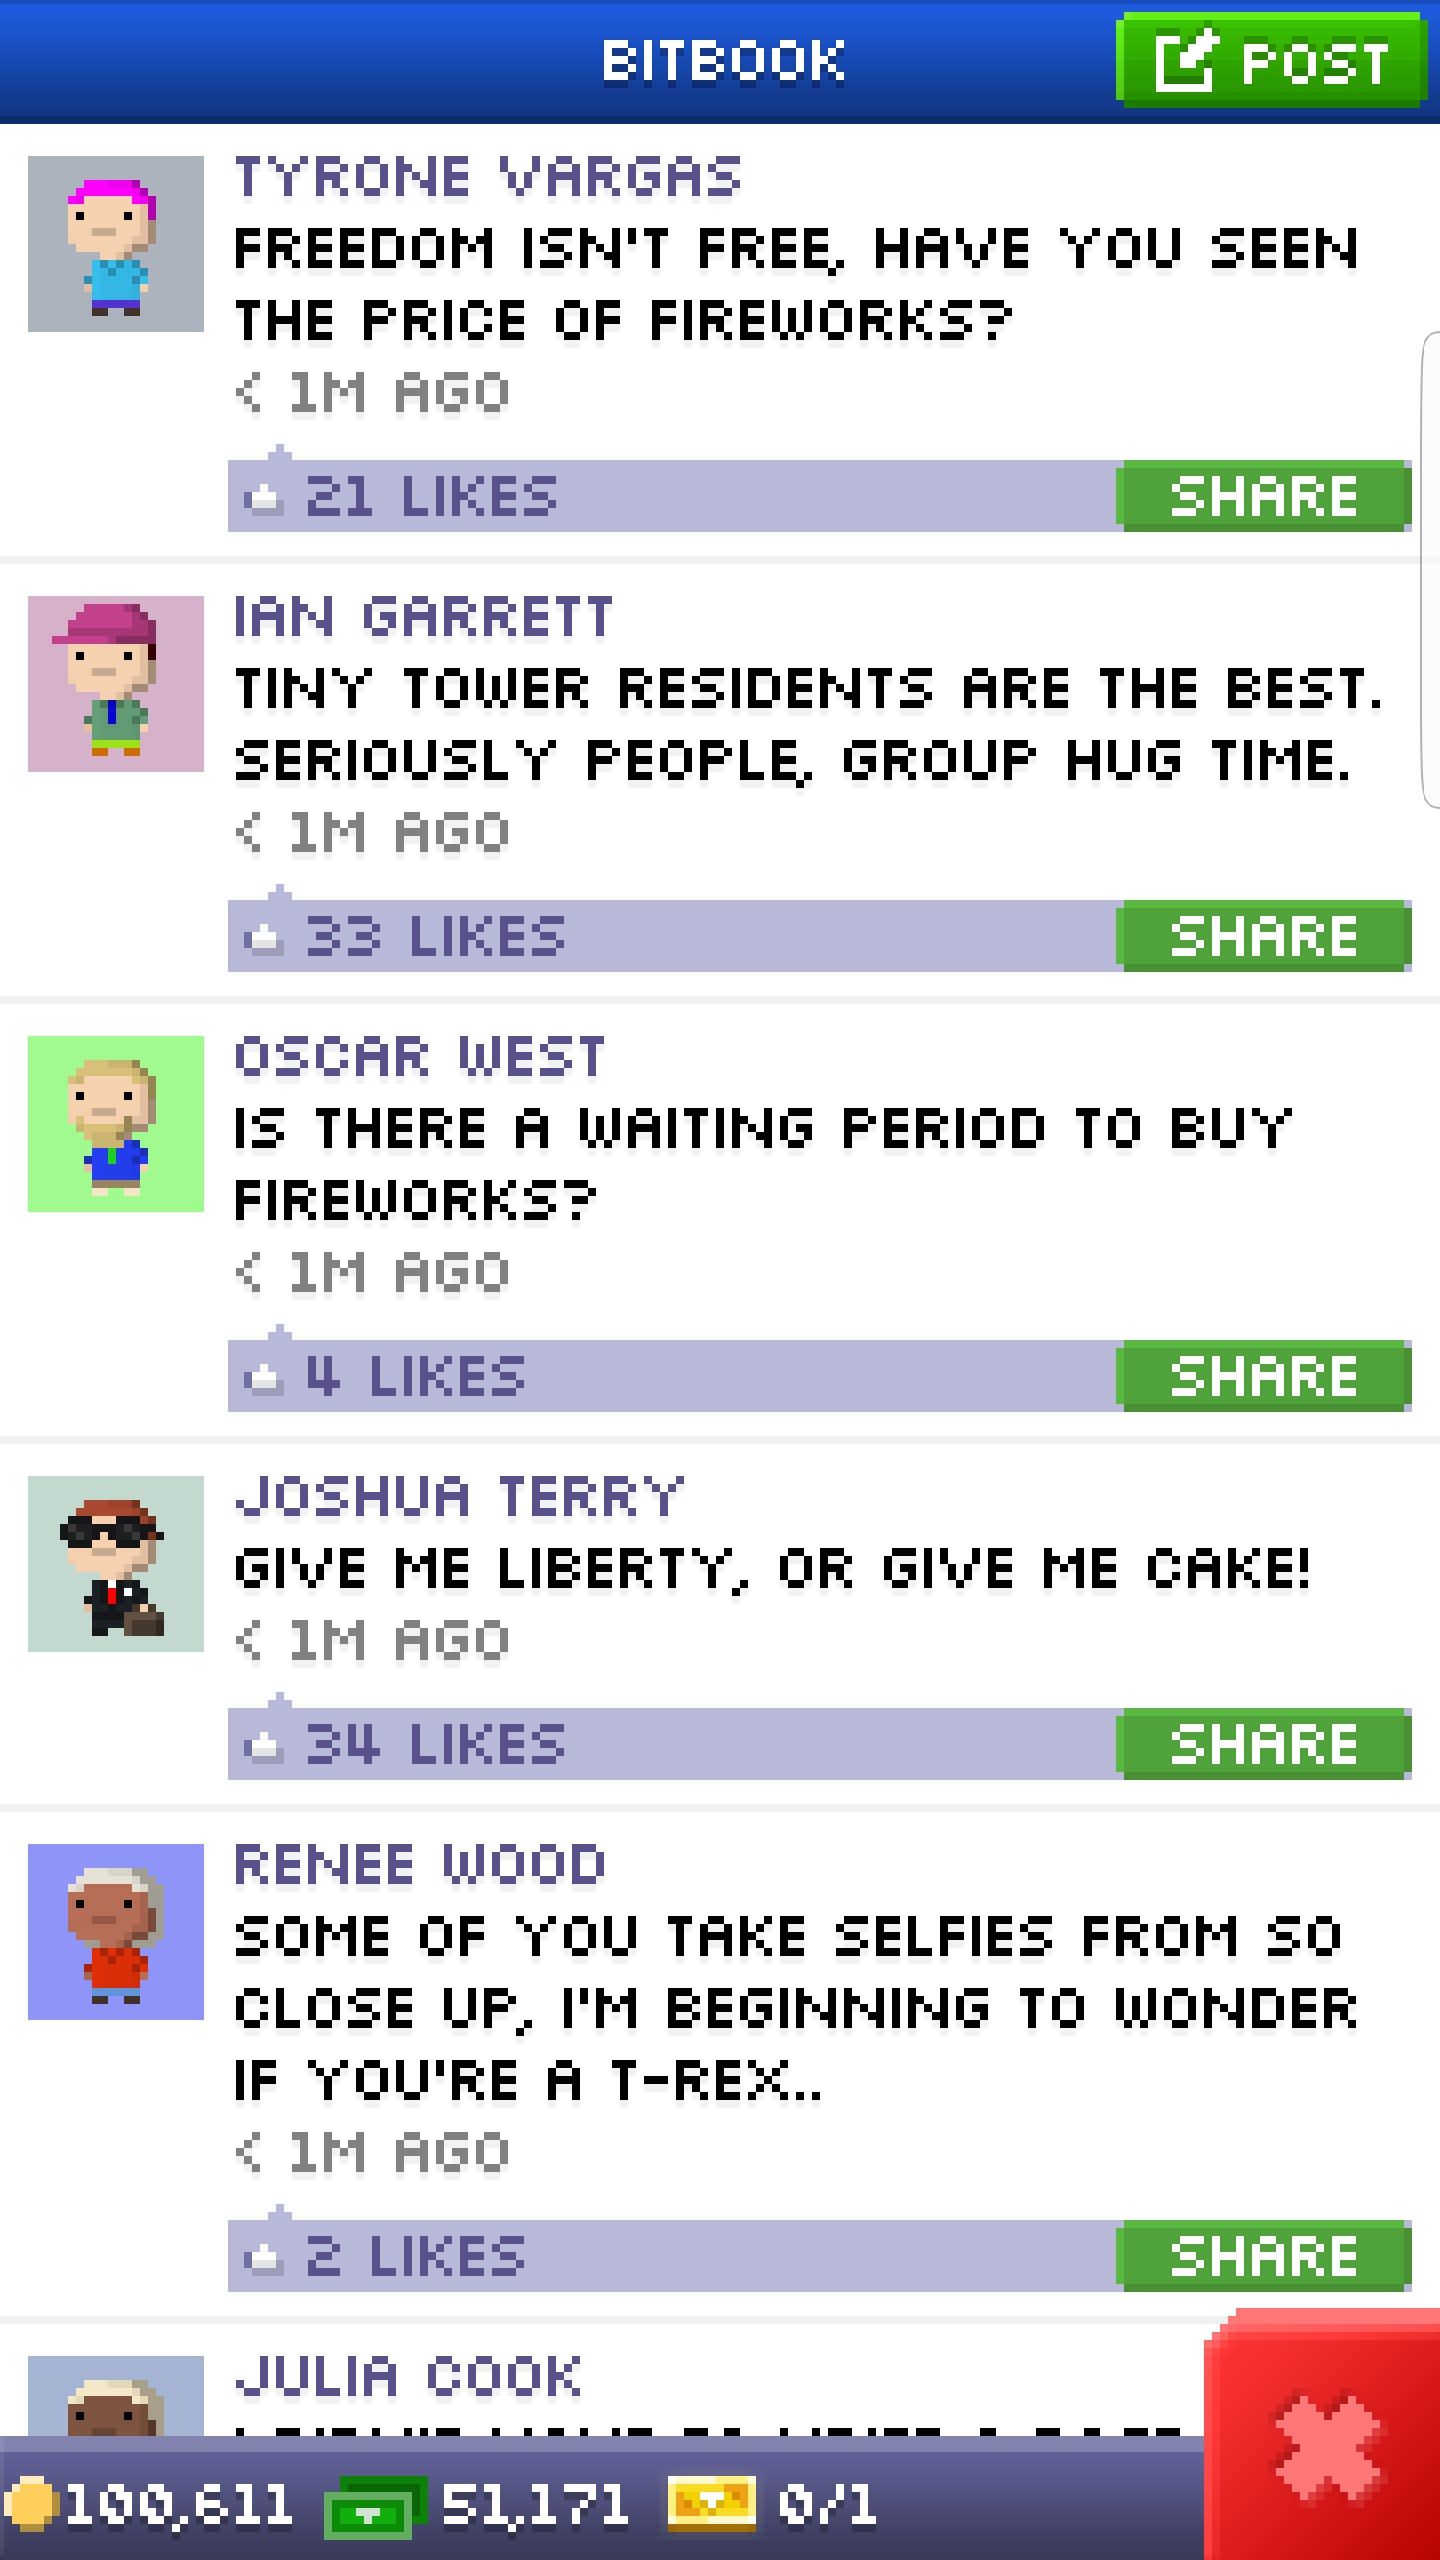 BITBOOK
POST
TYRONE VARGAS
FREEDOM ISN'T FREE, HAVE YOU SEEN
THE PRICE OF FIREWORKS?
< 1M AGO
21 LIKES
SHARE
IAN GARRETT
TINY TOWER RESIDENTS ARE THE BEST.
SERIOUSLY PEOPLE, GROUP HUG TIME.
< 1M AGO
33 LIKES
SHARE
OSCAR WEST
IS THERE A WAITING PERIOD TO BUY
FIREWORKS?
< 1M AGO
4 LIKES
SHARE
JOSHUA TERRY
GIVE ME LIBERTY, OR GIVE ME CAKE!
< 1M AGO
34 LIKES
SHARE
RENEE WOOD
SOME OF YOU TAKE SELFIES FROM SO
CLOSE UP, I'M BEGINNING TO WONDER
IF YOU'RE A T-REX..
< 1M AGO
2 LIKES
SHARE
JULIA COOK
100,611
51,171
0/1